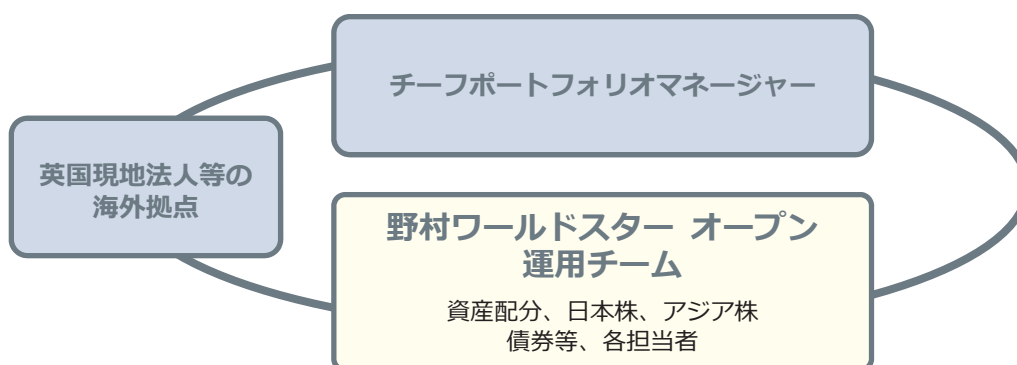 チーフポートフォリオマネージャー
英国現地法人等の
海外拠点
野村ワールドスター オープン
運用チーム
資産配分、日本株、アジア株
債券等、各担当者